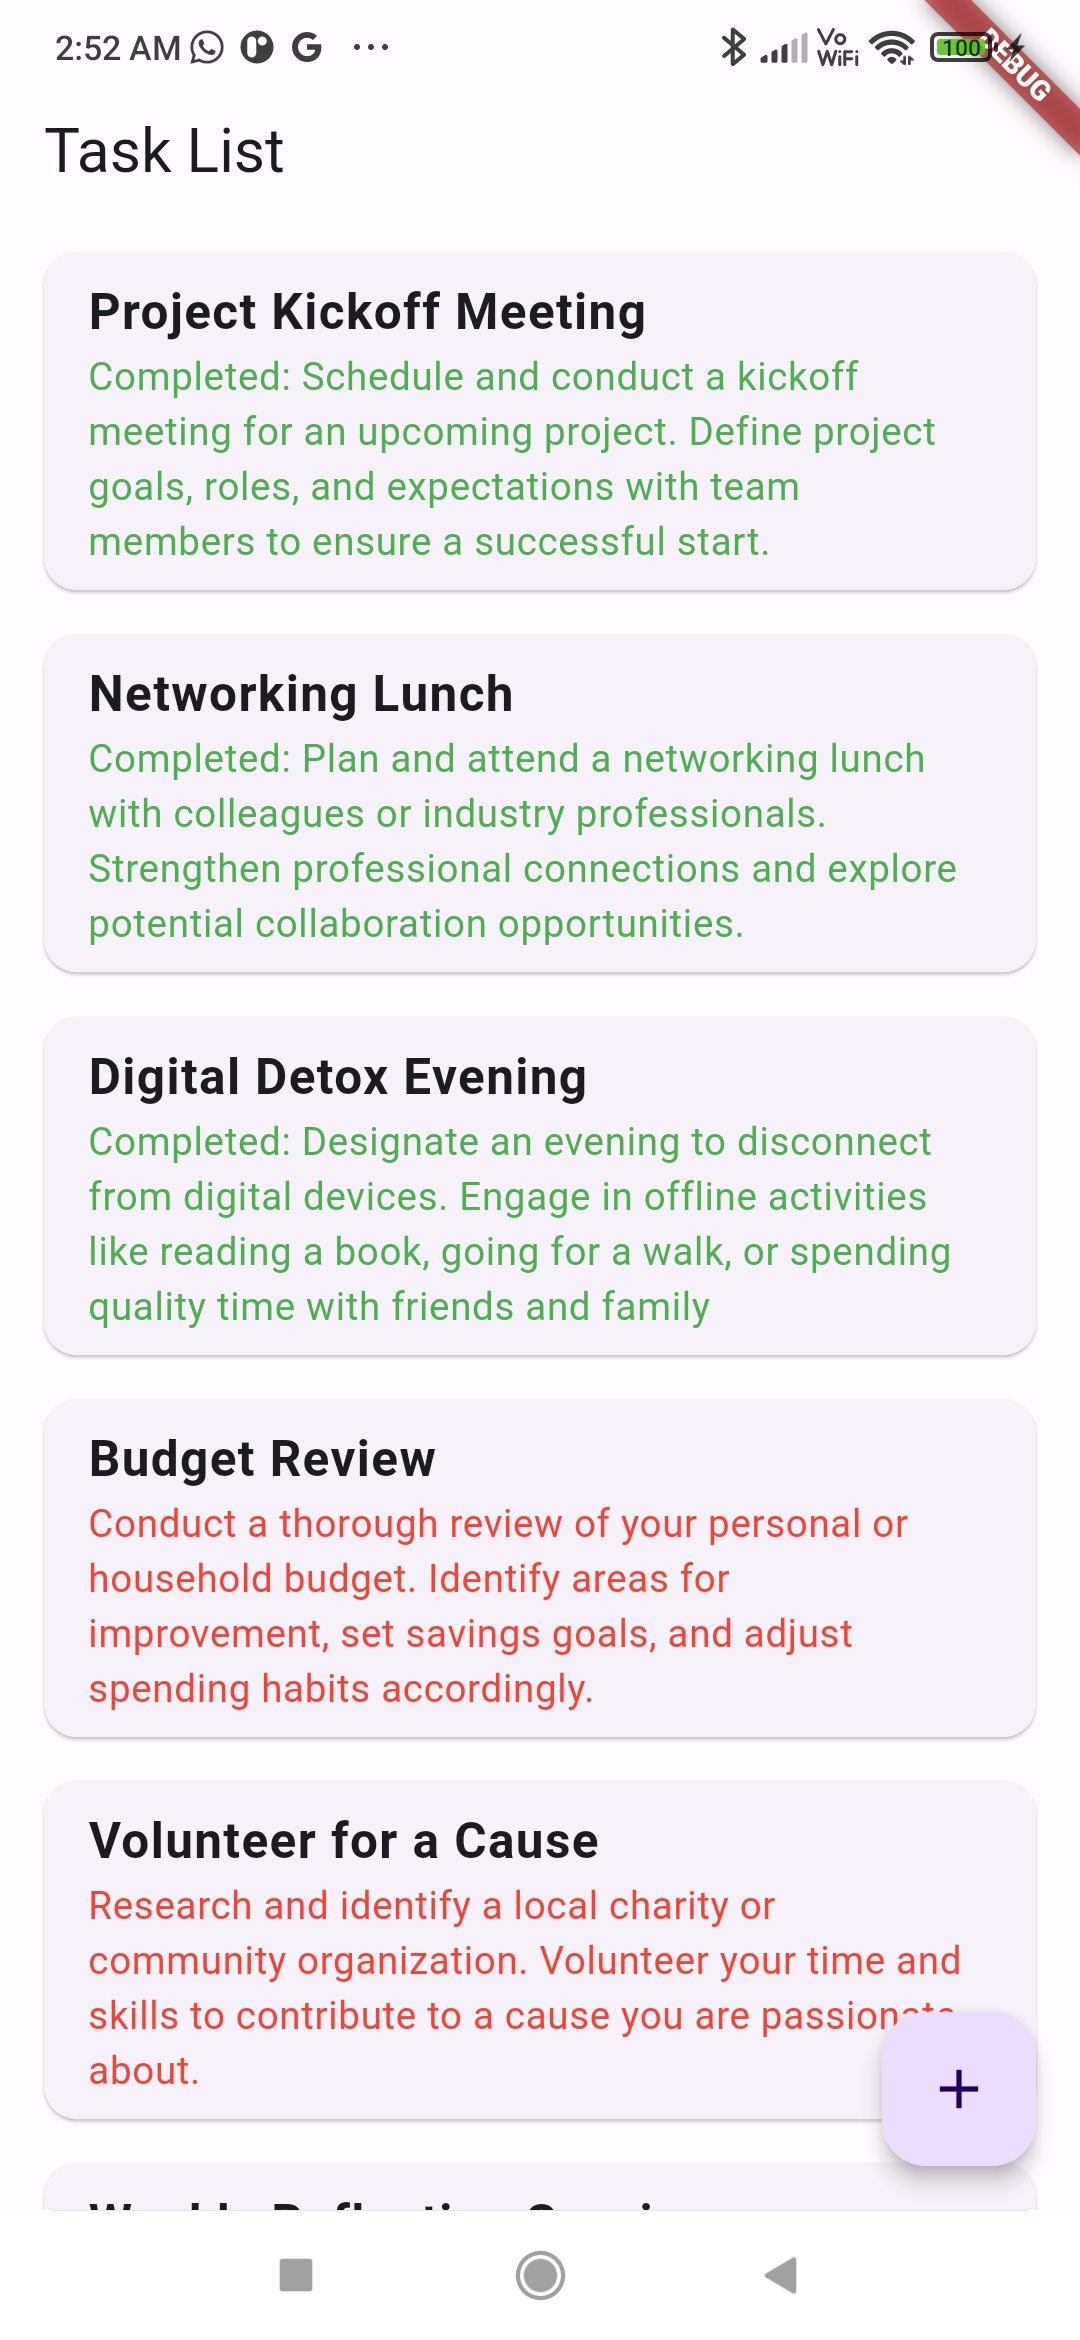 2:52 AM
Vo
WiFi
100
DEBUG
Task List
Project Kickoff Meeting
Completed: Schedule and conduct a kickoff
meeting for an upcoming project. Define project
goals, roles, and expectations with team
members to ensure a successful start.
Networking Lunch
Completed: Plan and attend a networking lunch
with colleagues or industry professionals.
Strengthen professional connections and explore
potential collaboration opportunities.
Digital Detox Evening
Completed: Designate an evening to disconnect
from digital devices. Engage in offline activities
like reading a book, going for a walk, or spending
quality time with friends and family
Budget Review
Conduct a thorough review of your personal or
household budget. Identify areas for
improvement, set savings goals, and adjust
spending habits accordingly.
Volunteer for a Cause
Research and identify a local charity or
community organization. Volunteer your time and
skills to contribute to a cause you are passionate
about.